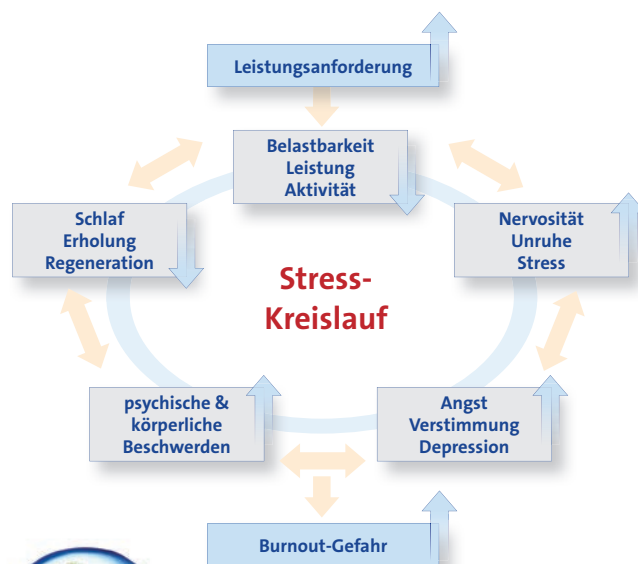 Leistungsanforderung
Belastbarkeit
Leistung
Aktivität
Schlaf
Erholung
Regeneration
Nervosität
Unruhe
Stress
Stress-
Kreislauf
psychische &
körperliche
Beschwerden
Angst
Verstimmung
Depression
Burnout-Gefahr